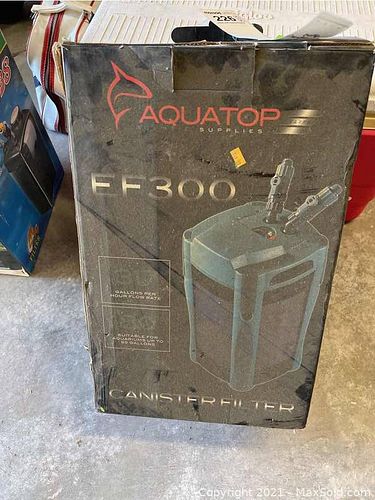 226
AQUATOP
SUPPLIES
EF300
GALLONS PER
HOUR FLOW RATE
SUITABLE FOR
AQUARIUMS UP TO
CANISTER FILTER
Copyright 2021 - MaxSold.com